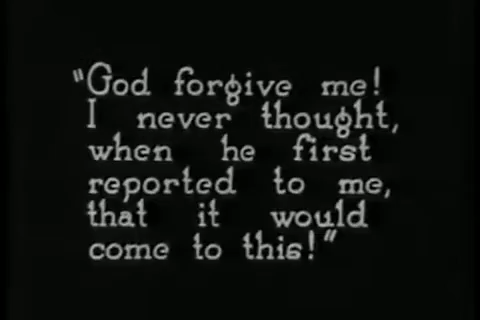 "God forgive me!
I never thought,
when he first
reported to me,
that it would
come to this!"